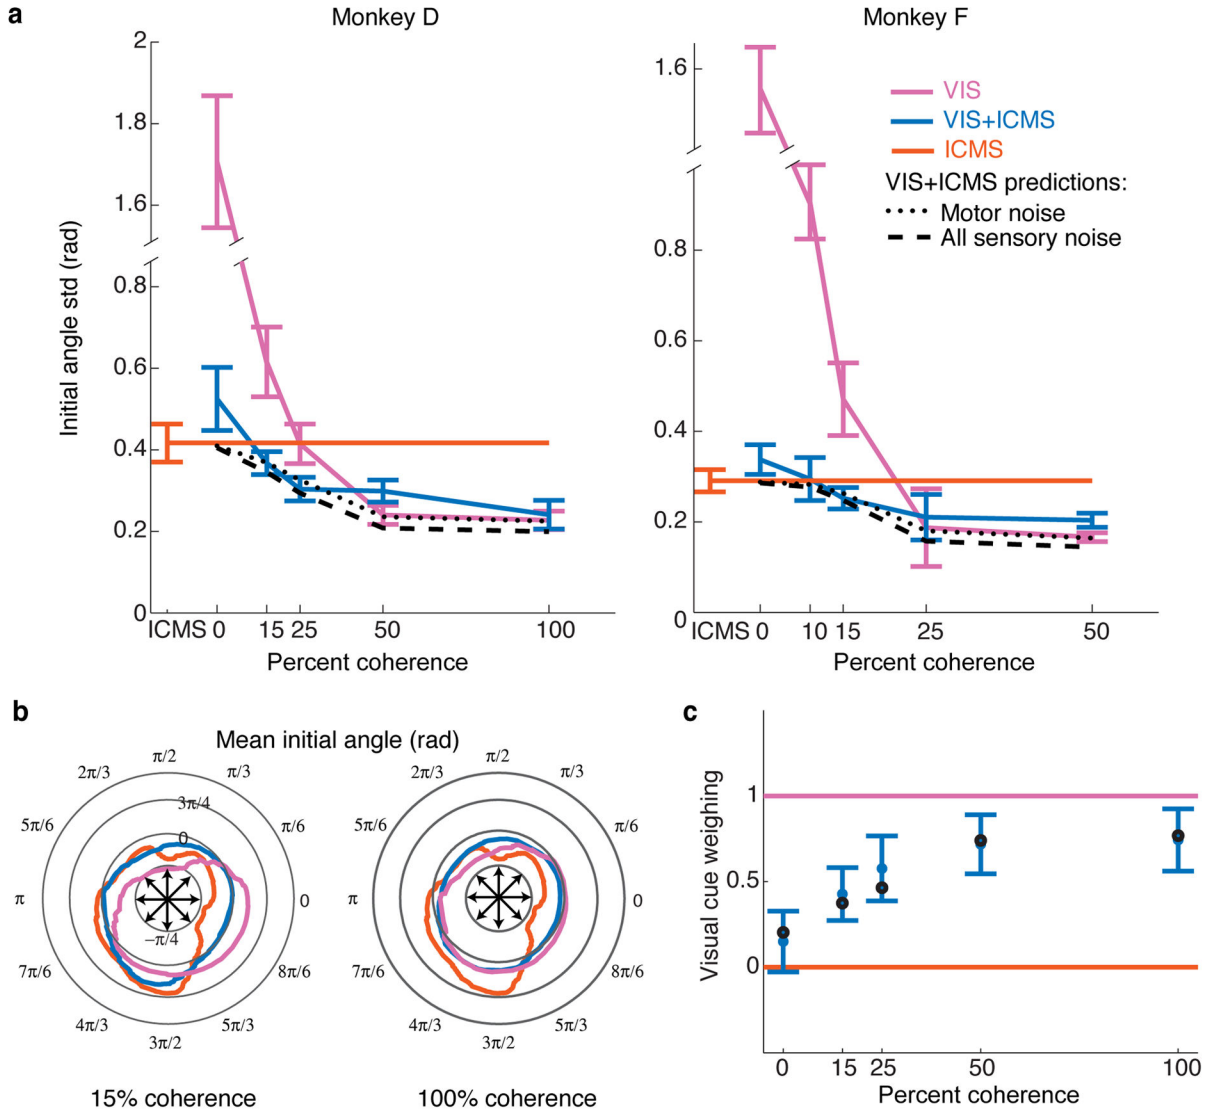 a
Monkey D
Monkey F
Initial angle std (rad)
2
1.8
1.6
0.8
0.6
0.4
0.2
0
ICMS 0 15 25 50 100
Percent coherence
1.6
0.8
0.4
0.2
0
ICMS 0 10 15 25 50
Percent coherence
VIS
VIS+ICMS
ICMS
VIS+ICMS predictions:
Motor noise
All sensory noise
b
Mean initial angle (rad)
π/2
2π/3
π/3
3π/4
5π/6
π/6
0
π
0
−π/4
7π/6
8π/6
4π/3
5π/3
3π/2
15% coherence
π/2
2π/3
π/3
5π/6
π/6
π
0
7π/6
8π/6
4π/3
5π/3
3π/2
100% coherence
c
Visual cue weighing
1
0.5
0
0 15 25 50 100
Percent coherence